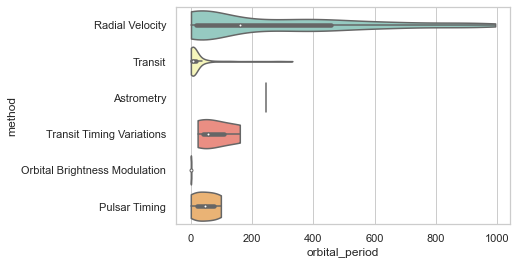 Radial Velocity
Transit
Astrometry
Transit Timing Variations
Orbital Brightness Modulation
Pulsar Timing
method
0 200 400 600 800 1000
orbital_period